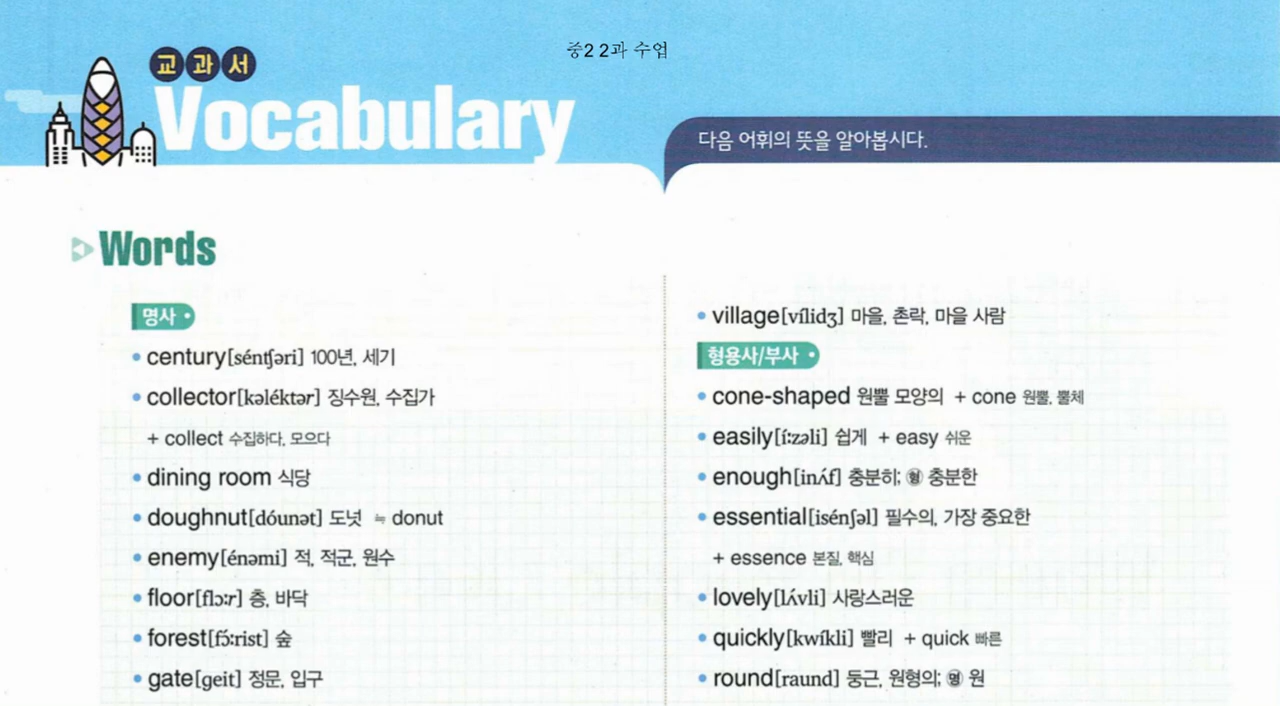 중2 2과 수업
교과서
Vocabulary
다음 어휘의 뜻을 알아봅시다.
Words
명사
century[séntʃəri] 100년, 세기
collector[kəléktər] 징수원, 수집가
+ collect 수집하다, 모으다
dining room 식당
doughnut[dóunət] 도넛 ≒ donut
enemy[énəmi] 적, 적군, 원수
floor[flɔːr] 층, 바닥
forest[fɔ́ːrist] 숲
gate[geit] 정문, 입구
village[vílidʒ] 마을, 촌락, 마을 사람
형용사/부사
cone-shaped 원뿔 모양의 + cone 원뿔, 뿔체
easily[íːzəli] 쉽게 + easy 쉬운
enough[inʌ́f] 충분히; 형 충분한
essential[isénʃəl] 필수의, 가장 중요한
+ essence 본질, 핵심
lovely[lʌ́vli] 사랑스러운
quickly[kwíkli] 빨리 + quick 빠른
round[raund] 둥근, 원형의; 명 원